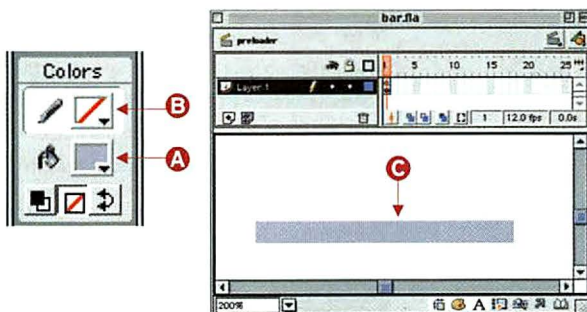 bar.fla
preloader
5 10 15 20 25
Layer 1
1 12.0 fps 0.0s
200%
Colors
B
A
C
A